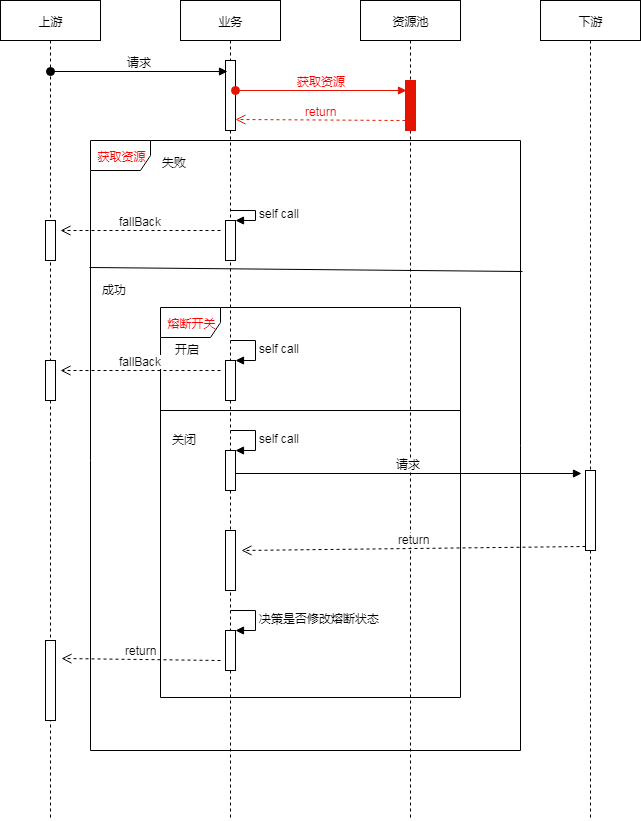 上游
业务
资源池
下游
请求
获取资源
return
获取资源
失败
self call
fallBack
成功
熔断开关
开启
self call
fallBack
关闭
self call
请求
return
决策是否修改熔断状态
return